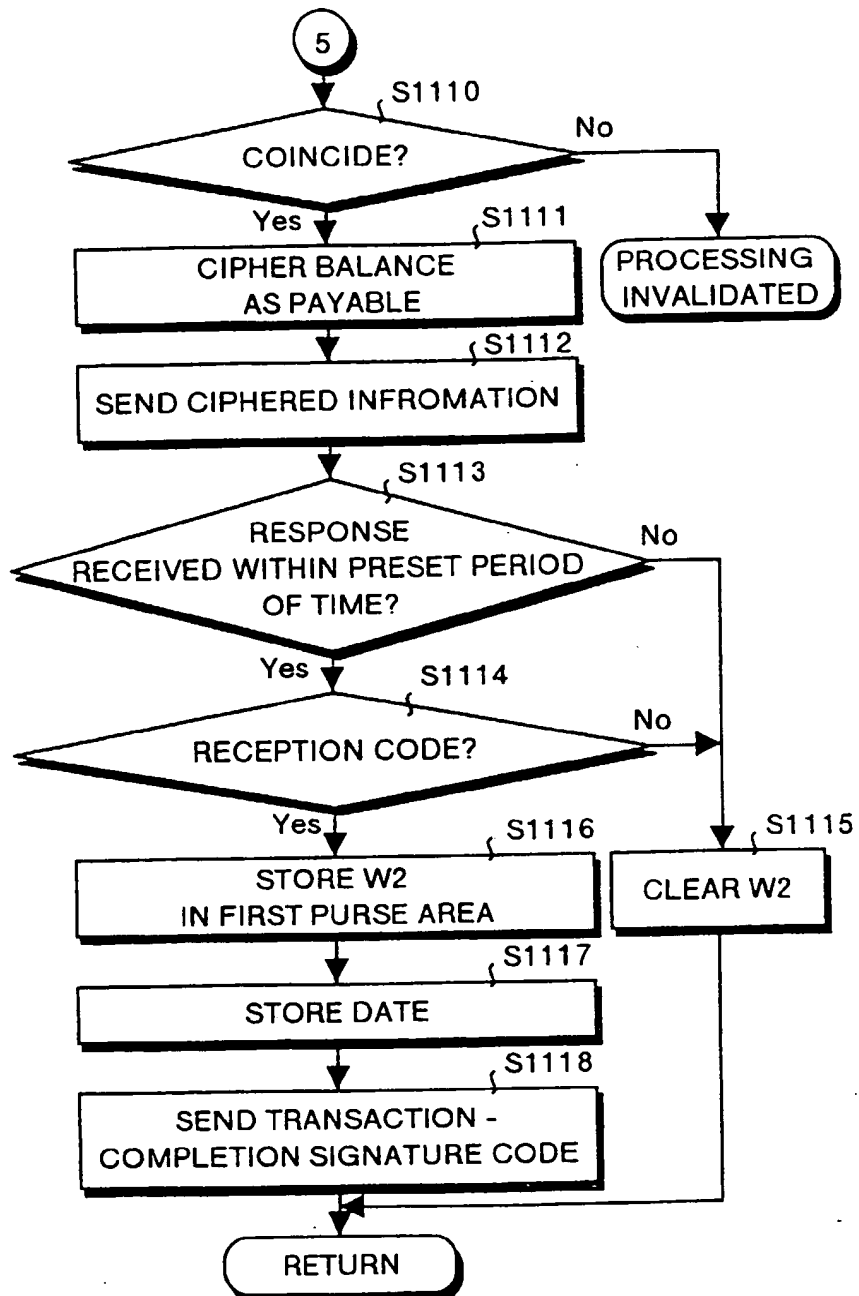 5
S1110
COINCIDE?
No
Yes
S1111
CIPHER BALANCE
AS PAYABLE
PROCESSING
INVALIDATED
S1112
SEND CIPHERED INFROMATION
S1113
RESPONSE
RECEIVED WITHIN PRESET PERIOD
OF TIME?
No
Yes
S1114
RECEPTION CODE?
No
Yes
S1116
STORE W2
IN FIRST PURSE AREA
S1115
CLEAR W2
S1117
STORE DATE
S1118
SEND TRANSACTION -
COMPLETION SIGNATURE CODE
RETURN